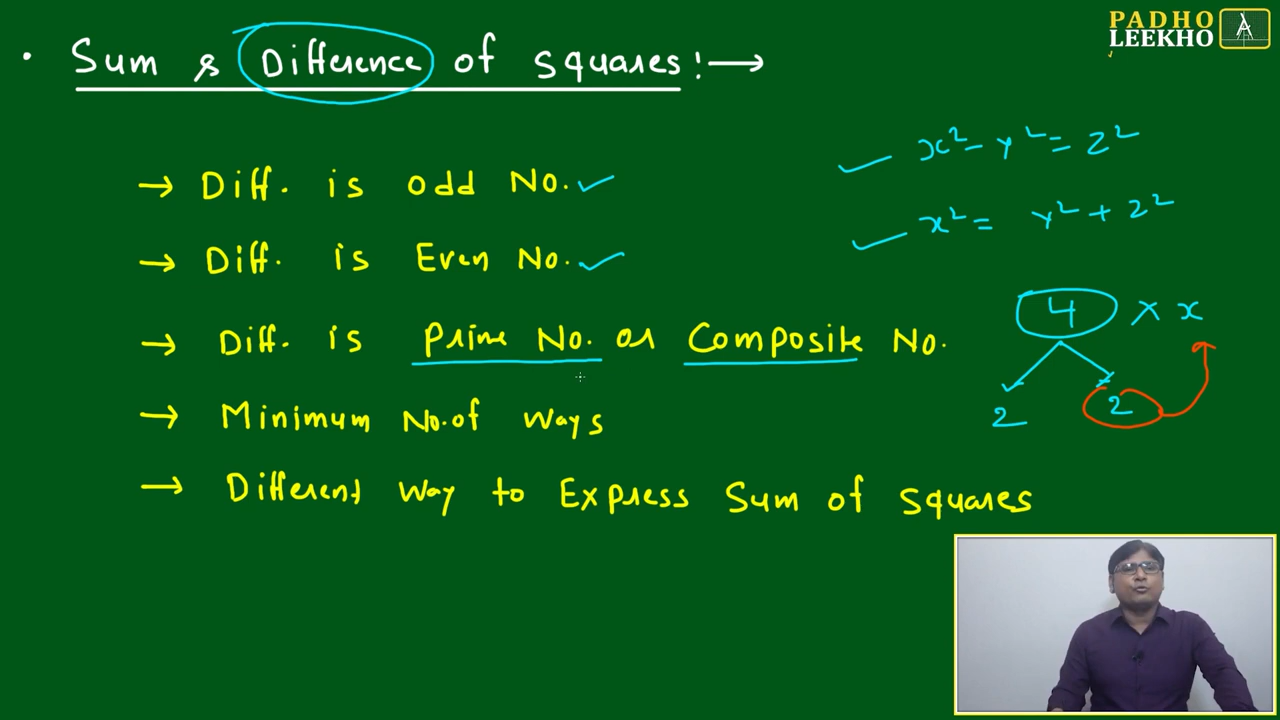 PADHO
LEEKHO
• Sum & Difference of squares!→
→ Diff. is odd No. ✓
→ Diff. is Even No. ✓
→ Diff. is Prime No. or Composite No.
→ Minimum No. of Ways
→ Different Way to Express Sum of squares
✓ x² - y² = z²
✓ x² = y² + z²
4 × x
2 2